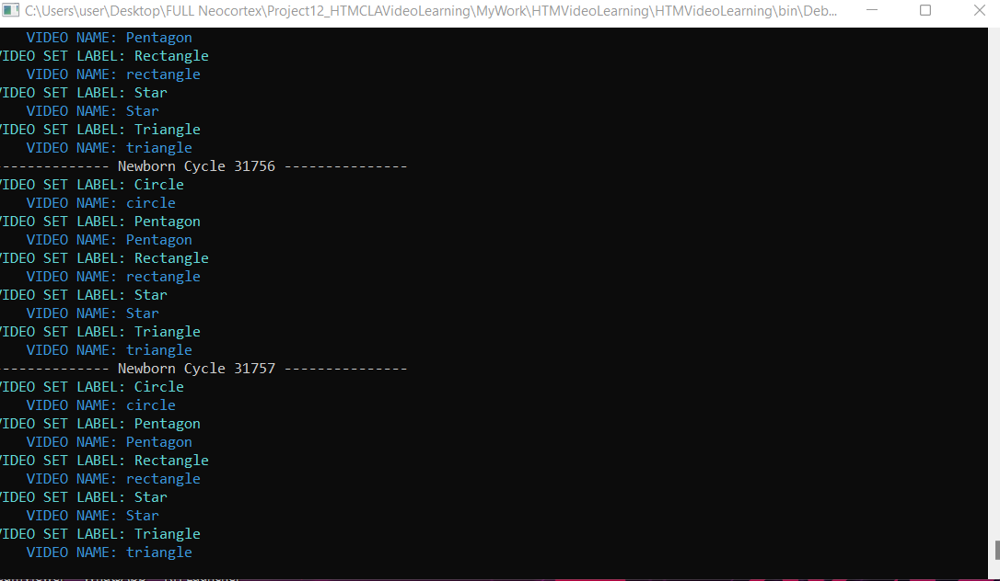 C:\Users\user\Desktop\FULL Neocortex\Project12_HTMCLAVideoLearning\MyWork\HTMVideoLearning\HTMVideoLearning\bin\Deb...
VIDEO NAME: Pentagon
VIDEO SET LABEL: Rectangle
VIDEO NAME: rectangle
VIDEO SET LABEL: Star
VIDEO NAME: Star
VIDEO SET LABEL: Triangle
VIDEO NAME: triangle
------------- Newborn Cycle 31756 ---------------
VIDEO SET LABEL: Circle
VIDEO NAME: circle
VIDEO SET LABEL: Pentagon
VIDEO NAME: Pentagon
VIDEO SET LABEL: Rectangle
VIDEO NAME: rectangle
VIDEO SET LABEL: Star
VIDEO NAME: Star
VIDEO SET LABEL: Triangle
VIDEO NAME: triangle
------------- Newborn Cycle 31757 ---------------
VIDEO SET LABEL: Circle
VIDEO NAME: circle
VIDEO SET LABEL: Pentagon
VIDEO NAME: Pentagon
VIDEO SET LABEL: Rectangle
VIDEO NAME: rectangle
VIDEO SET LABEL: Star
VIDEO NAME: Star
VIDEO SET LABEL: Triangle
VIDEO NAME: triangle